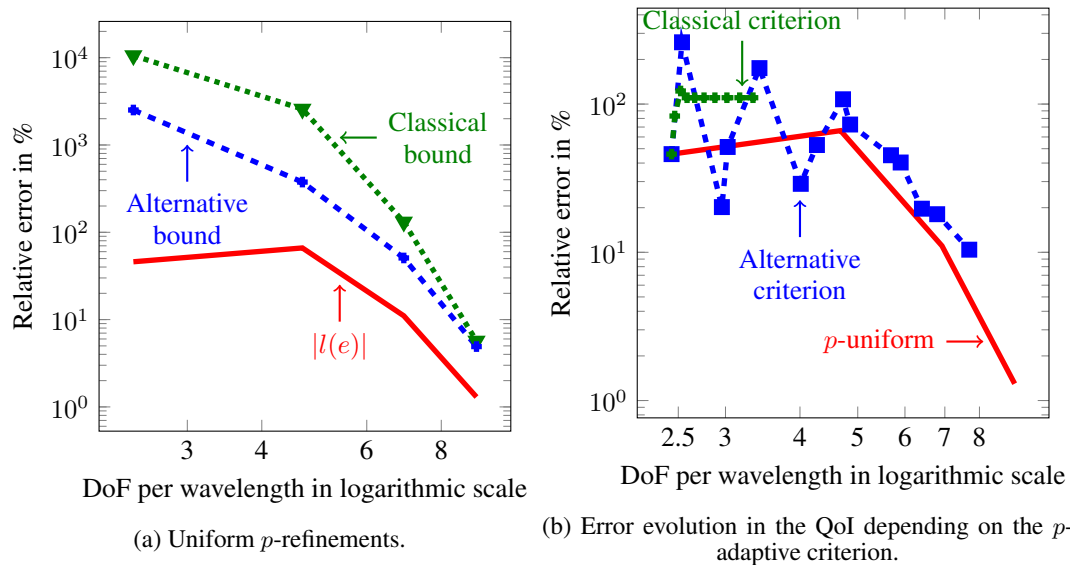 10^4
10^3
10^2
10^1
10^0
Relative error in %
Classical
bound
Alternative
bound
|l(e)|
3
4
6
8
DoF per wavelength in logarithmic scale
(a) Uniform p-refinements.
10^2
10^1
10^0
Relative error in %
Classical criterion
Alternative
criterion
p-uniform
2.5
3
4
5
6
7
8
DoF per wavelength in logarithmic scale
(b) Error evolution in the QoI depending on the p-
adaptive criterion.